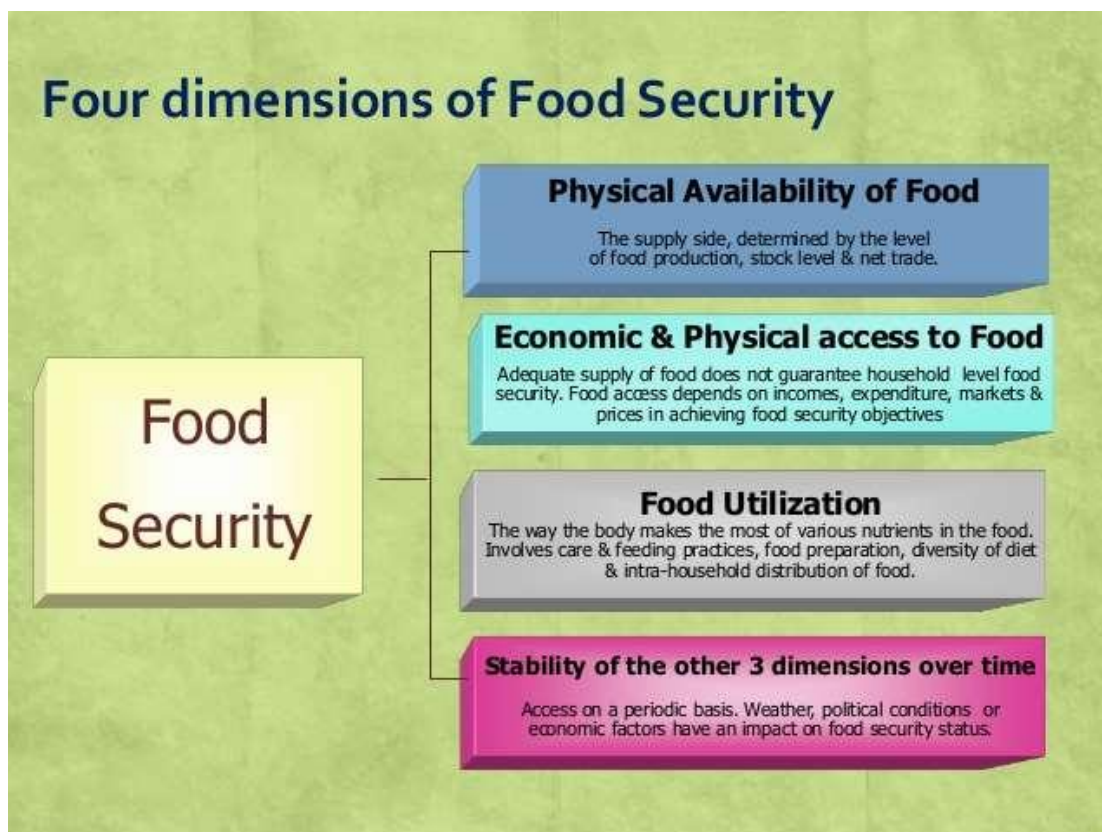 Four dimensions of Food Security
Food
Security
Physical Availability of Food
The supply side, determined by the level
of food production, stock level & net trade.
Economic & Physical access to Food
Adequate supply of food does not guarantee household level food
security. Food access depends on incomes, expenditure, markets &
prices in achieving food security objectives
Food Utilization
The way the body makes the most of various nutrients in the food.
Involves care & feeding practices, food preparation, diversity of diet
& intra-household distribution of food.
Stability of the other 3 dimensions over time
Access on a periodic basis. Weather, political conditions or
economic factors have an impact on food security status.